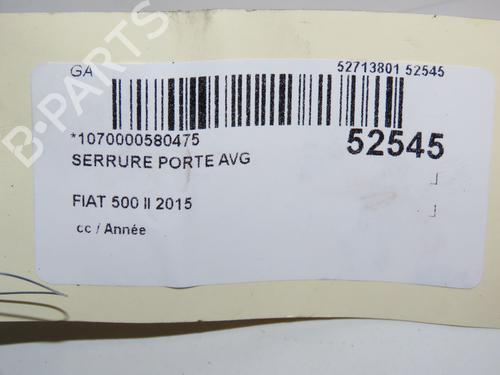 GA 52713801 52545
*1070000580475
52545
SERRURE PORTE AVG
FIAT 500 II 2015
cc / Année
B-PARTS